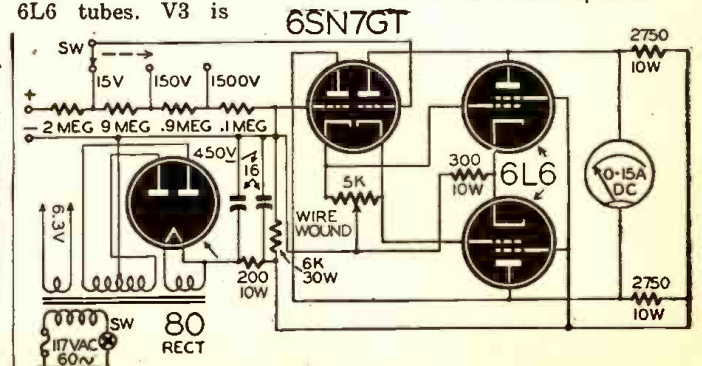 6L6 tubes. V3 is
6SN7GT
SW
15V 150V 1500V
+
−
2 MEG 9 MEG .9MEG .1MEG
450V
16
6.3V
5K
WIRE
WOUND
300
10W
6L6
2750
10W
0-15A
DC
6K
30W
200
10W
2750
10W
80
RECT
SW
117VAC
60~